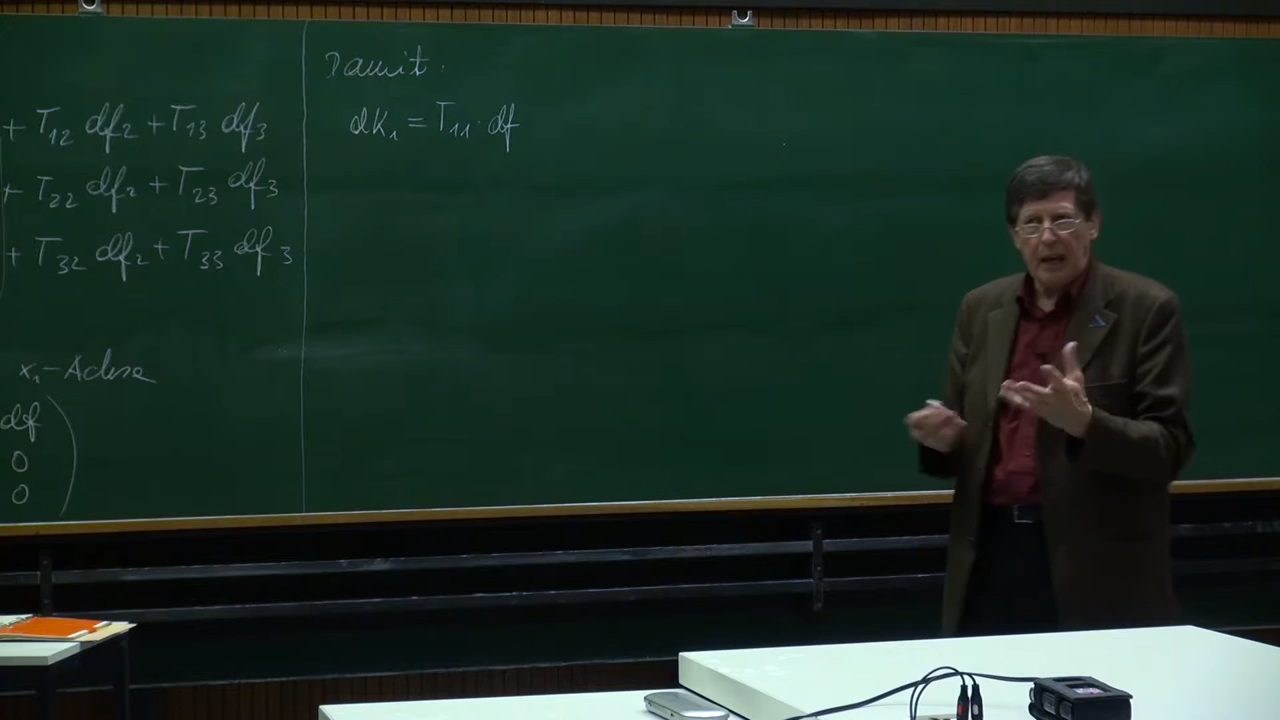 + T₁₂ df₂ + T₁₃ df₃
+ T₂₂ df₂ + T₂₃ df₃
+ T₃₂ df₂ + T₃₃ df₃
x₁-Achse
df
0
0
Damit:
dK₁ = T₁₁ · df